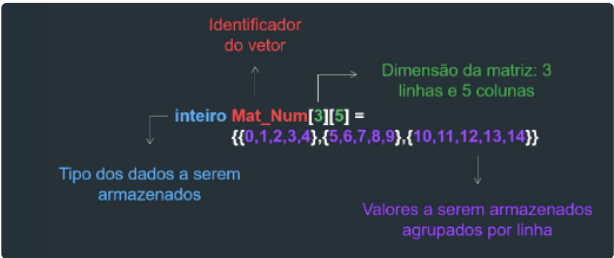 Identificador
do vetor
Dimensão da matriz: 3
linhas e 5 colunas
inteiro Mat_Num[3][5] =
{{0,1,2,3,4},{5,6,7,8,9},{10,11,12,13,14}}
Tipo dos dados a serem
armazenados
Valores a serem armazenados
agrupados por linha